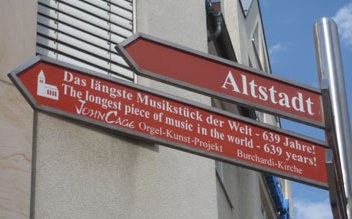 Altstadt
Das längste Musikstück der Welt - 639 Jahre!
The longest piece of music in the world - 639 years!
JOHN CAGE Orgel-Kunst-Projekt Burchardi-Kirche